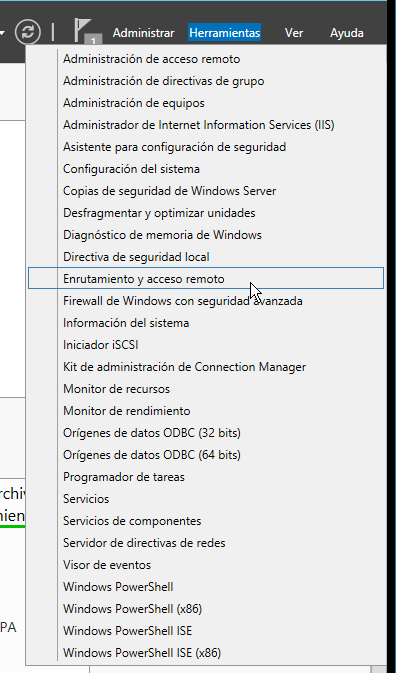 1 Administrar Herramientas Ver Ayuda
Administración de acceso remoto
Administración de directivas de grupo
Administración de equipos
Administrador de Internet Information Services (IIS)
Asistente para configuración de seguridad
Configuración del sistema
Copias de seguridad de Windows Server
Desfragmentar y optimizar unidades
Diagnóstico de memoria de Windows
Directiva de seguridad local
Enrutamiento y acceso remoto
Firewall de Windows con seguridad avanzada
Información del sistema
Iniciador iSCSI
Kit de administración de Connection Manager
Monitor de recursos
Monitor de rendimiento
Orígenes de datos ODBC (32 bits)
Orígenes de datos ODBC (64 bits)
Programador de tareas
Servicios
Servicios de componentes
Servidor de directivas de redes
Visor de eventos
Windows PowerShell
Windows PowerShell (x86)
Windows PowerShell ISE
Windows PowerShell ISE (x86)
PA